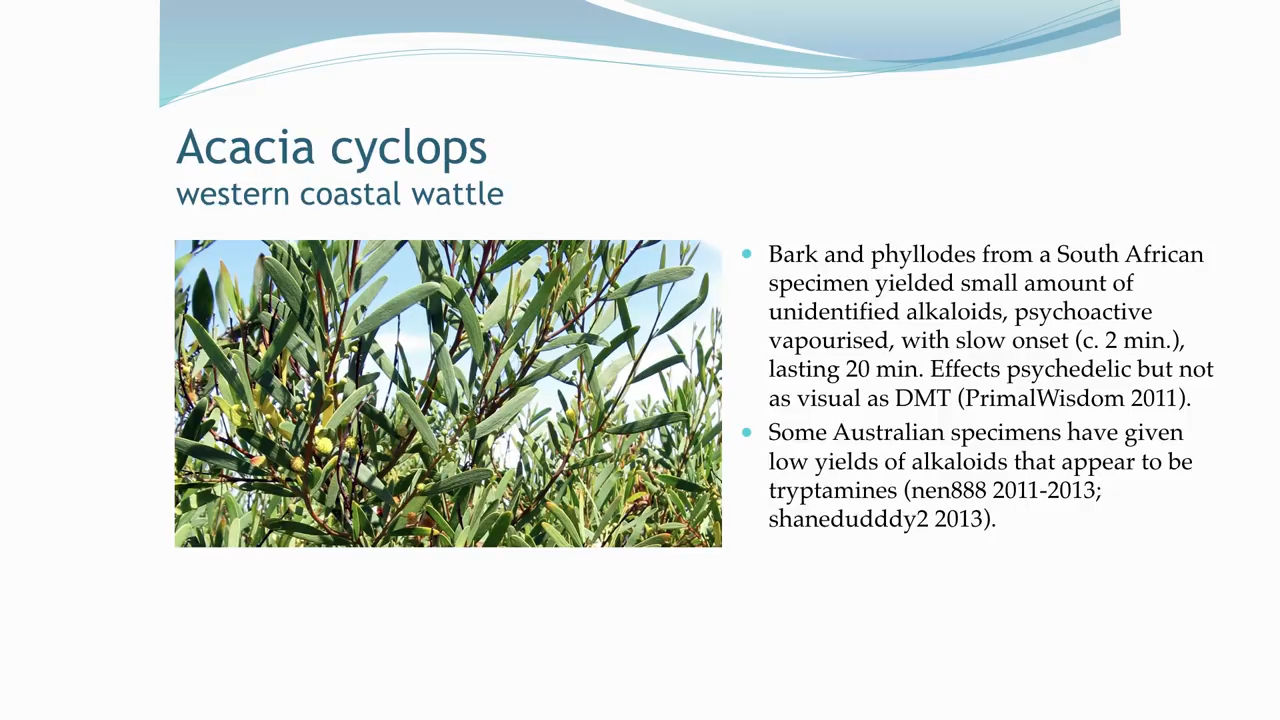 Acacia cyclops
western coastal wattle
• Bark and phyllodes from a South African
specimen yielded small amount of
unidentified alkaloids, psychoactive
vapourised, with slow onset (c. 2 min.),
lasting 20 min. Effects psychedelic but not
as visual as DMT (PrimalWisdom 2011).
• Some Australian specimens have given
low yields of alkaloids that appear to be
tryptamines (nen888 2011-2013;
shanedudddy2 2013).